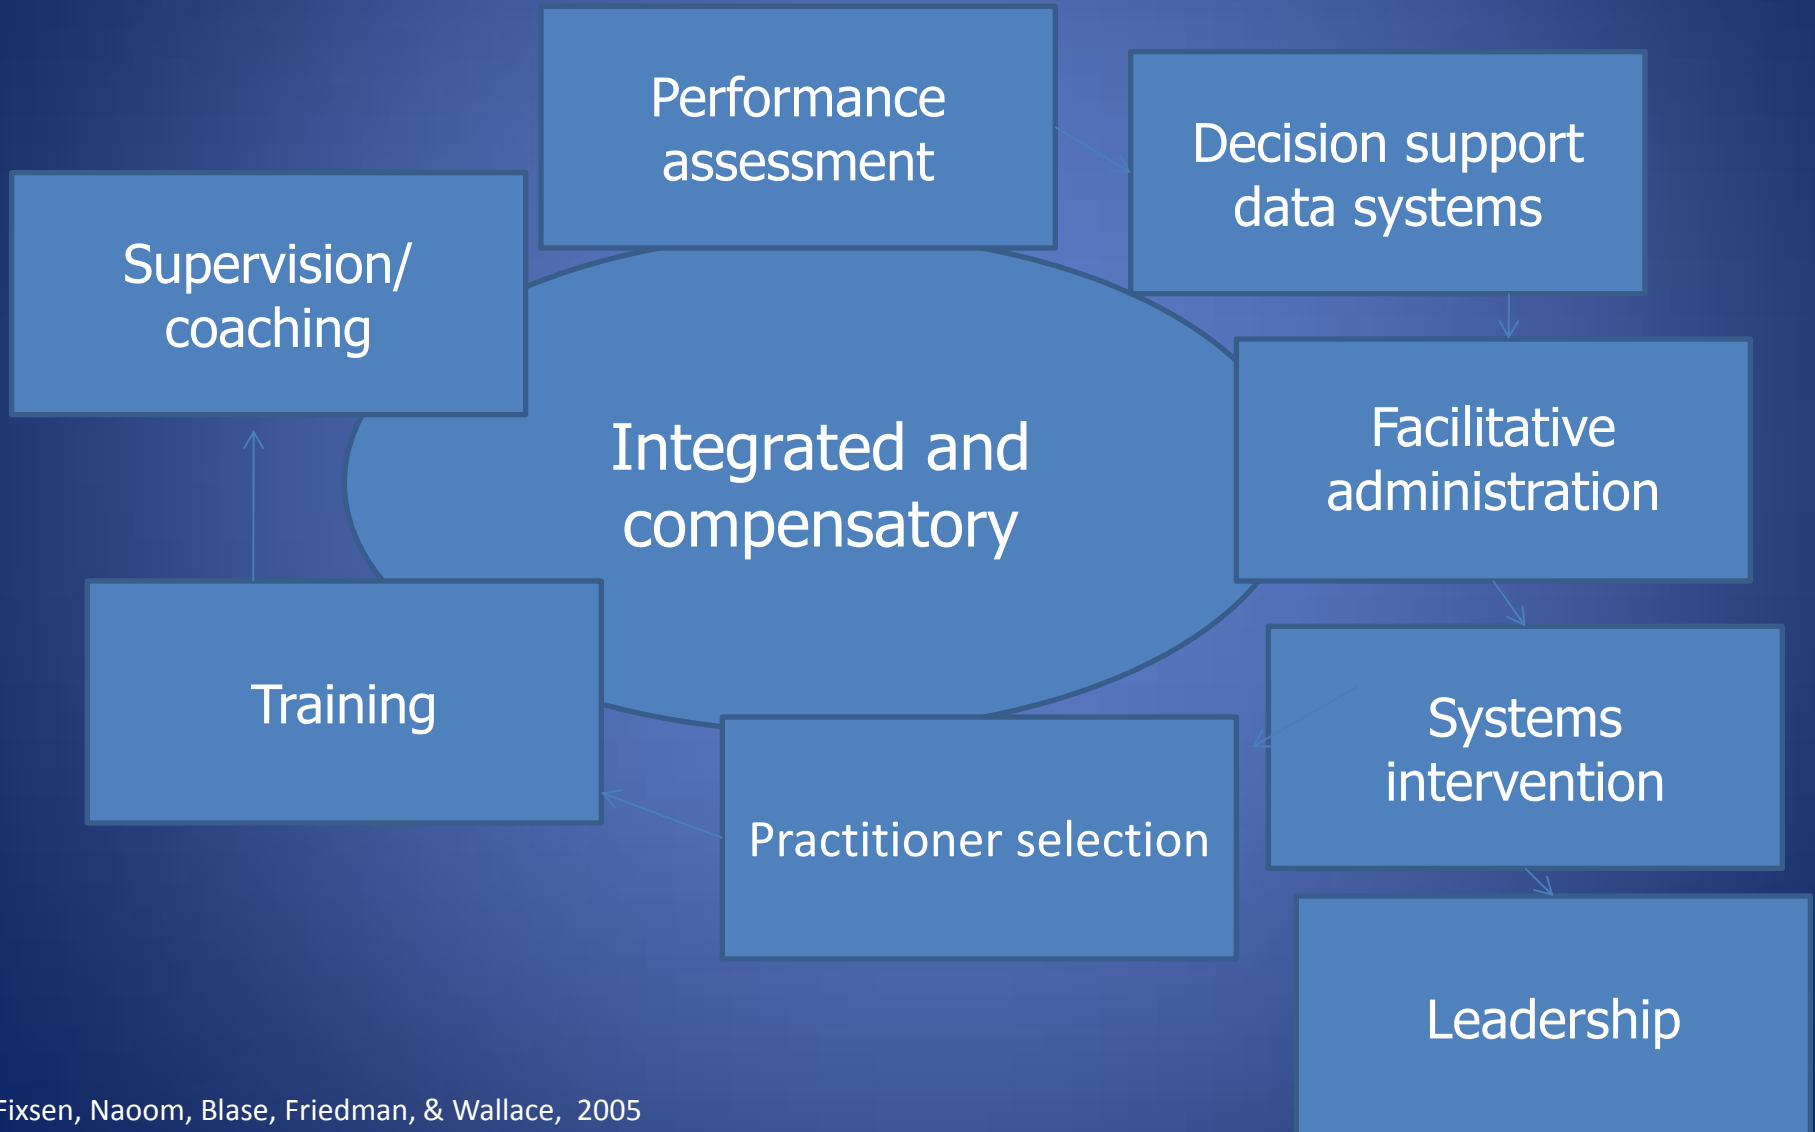 Performance
assessment
Decision support
data systems
Supervision/
coaching
Integrated and
compensatory
Facilitative
administration
Training
Systems
intervention
Practitioner selection
Leadership
Fixsen, Naoom, Blase, Friedman, & Wallace, 2005